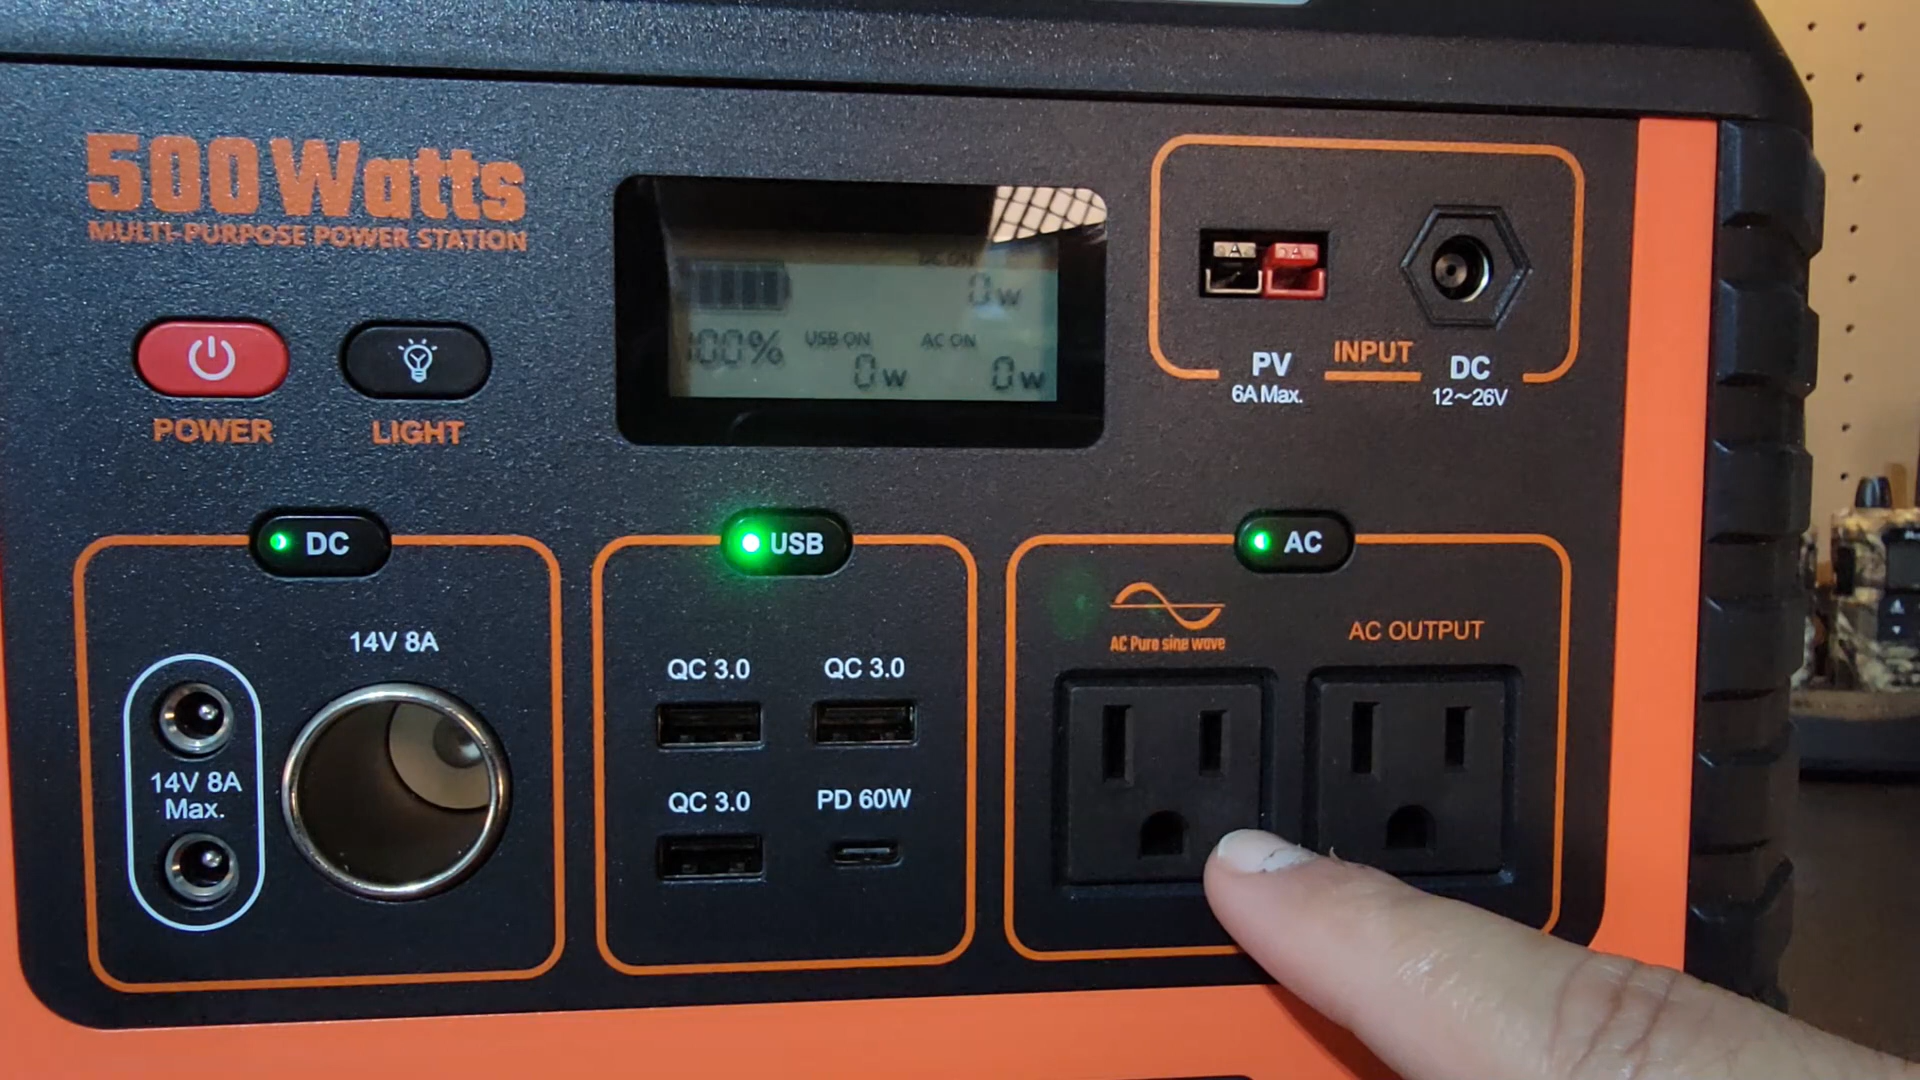 500 Watts
MULTI-PURPOSE POWER STATION
POWER
LIGHT
DC ON
0w
100%
USB ON
0w
AC ON
0w
PV
6A Max.
INPUT
DC
12~26V
DC
14V 8A
14V 8A
Max.
USB
QC 3.0
QC 3.0
QC 3.0
PD 60W
AC
AC Pure sine wave
AC OUTPUT